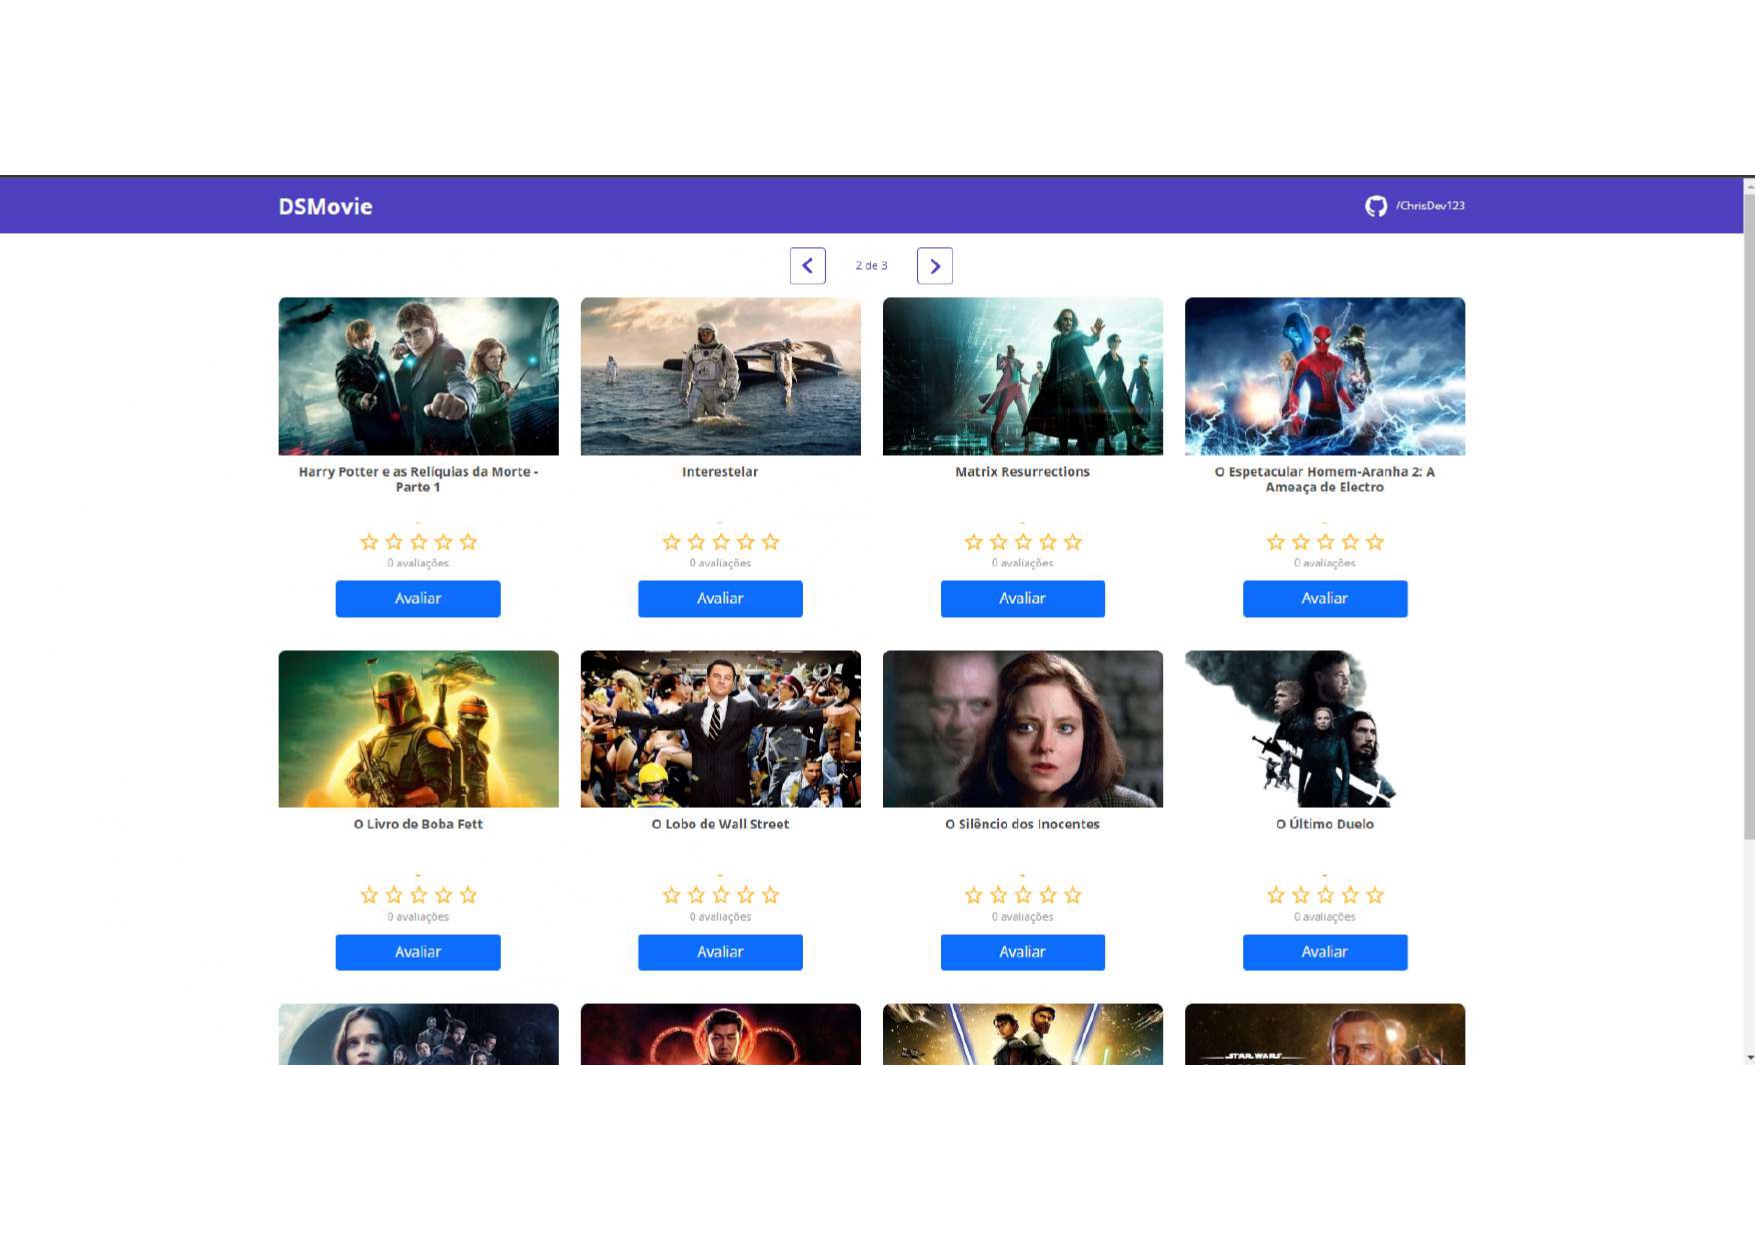 DSMovie
/ChrisDev123
2 de 3
Harry Potter e as Relíquias da Morte -
Parte 1
Interestelar
Matrix Resurrections
O Espetacular Homem-Aranha 2: A
Ameaça de Electro
-
-
-
-
0 avaliações
0 avaliações
0 avaliações
0 avaliações
Avaliar
Avaliar
Avaliar
Avaliar
O Livro de Boba Fett
O Lobo de Wall Street
O Silêncio dos Inocentes
O Último Duelo
-
-
-
-
0 avaliações
0 avaliações
0 avaliações
0 avaliações
Avaliar
Avaliar
Avaliar
Avaliar
STAR WARS